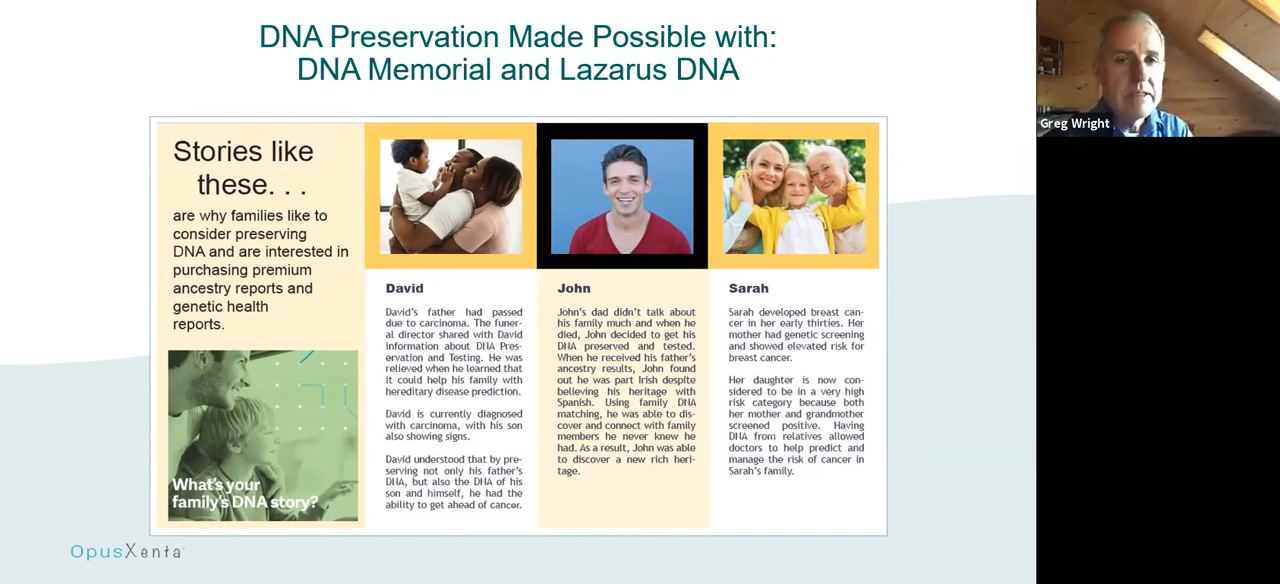 DNA Preservation Made Possible with:
DNA Memorial and Lazarus DNA
Greg Wright
Stories like
these. . .
are why families like to
consider preserving
DNA and are interested in
purchasing premium
ancestry reports and
genetic health
reports.
What's your
family's DNA story?
David
David's father had passed
due to carcinoma. The funer-
al director shared with David
information about DNA Pres-
ervation and Testing. He was
relieved when he learned that
it could help his family with
hereditary disease prediction.
David is currently diagnosed
with carcinoma, with his son
also showing signs.
David understood that by pre-
serving not only his father's
DNA, but also the DNA of his
son and himself, he had the
ability to get ahead of cancer.
John
John's dad didn't talk about
his family much and when he
died, John decided to get his
DNA preserved and tested.
When he received his father's
ancestry results, John found
out he was part Irish despite
believing his heritage with
Spanish. Using family DNA
matching, he was able to dis-
cover and connect with family
members he never knew he
had. As a result, John was able
to discover a new rich heri-
tage.
Sarah
Sarah developed breast can-
cer in her early thirties. Her
mother had genetic screening
and showed elevated risk for
breast cancer.
Her daughter is now con-
sidered to be in a very high
risk category because both
her mother and grandmother
screened positive. Having
DNA from relatives allowed
doctors to help predict and
manage the risk of cancer in
Sarah's family.
OpusXenta